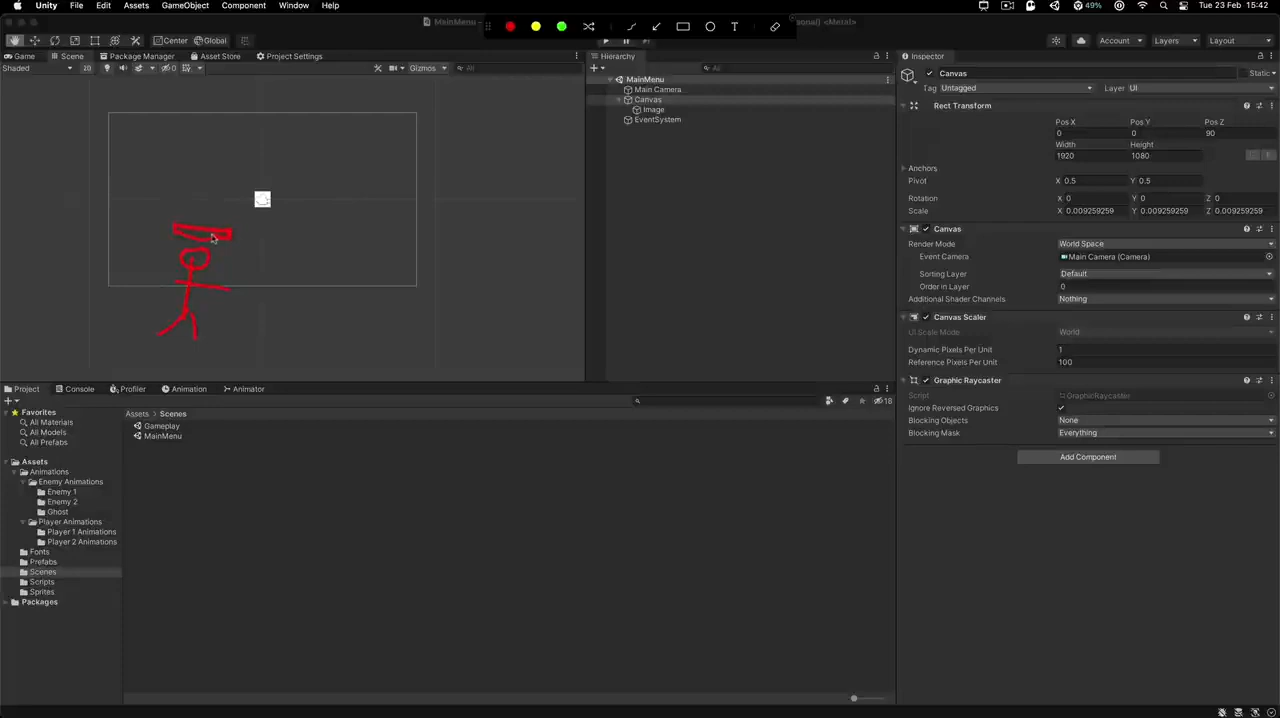 Unity File Edit Assets GameObject Component Window Help 49% Tue 23 Feb 15:42
MainMenu onal) <Metal>
T
Center Global Account Layers Layout
Game Scene Package Manager Asset Store Project Settings Hierarchy Inspector
Shaded Gizmos All All
Canvas Static
Tag Untagged Layer UI
MainMenu
Main Camera
Canvas
Image
EventSystem
Rect Transform
Pos X Pos Y Pos Z
0 0 90
Width Height
1920 1080
Anchors
Pivot X 0.5 Y 0.5
Rotation X 0 Y 0 Z 0
Scale X 0.009259259 Y 0.009259259 Z 0.009259259
Canvas
Render Mode World Space
Event Camera Main Camera (Camera)
Sorting Layer Default
Order in Layer 0
Additional Shader Channels Nothing
Canvas Scaler
UI Scale Mode World
Dynamic Pixels Per Unit 1
Reference Pixels Per Unit 100
Graphic Raycaster
Script GraphicRaycaster
Ignore Reversed Graphics
Blocking Objects None
Blocking Mask Everything
Add Component
Project Console Profiler Animation Animator
18
Favorites
All Materials
All Models
All Prefabs
Assets
Animations
Enemy Animations
Enemy 1
Enemy 2
Ghost
Player Animations
Player 1 Animations
Player 2 Animations
Fonts
Prefabs
Scenes
Scripts
Sprites
Packages
Assets > Scenes
Gameplay
MainMenu